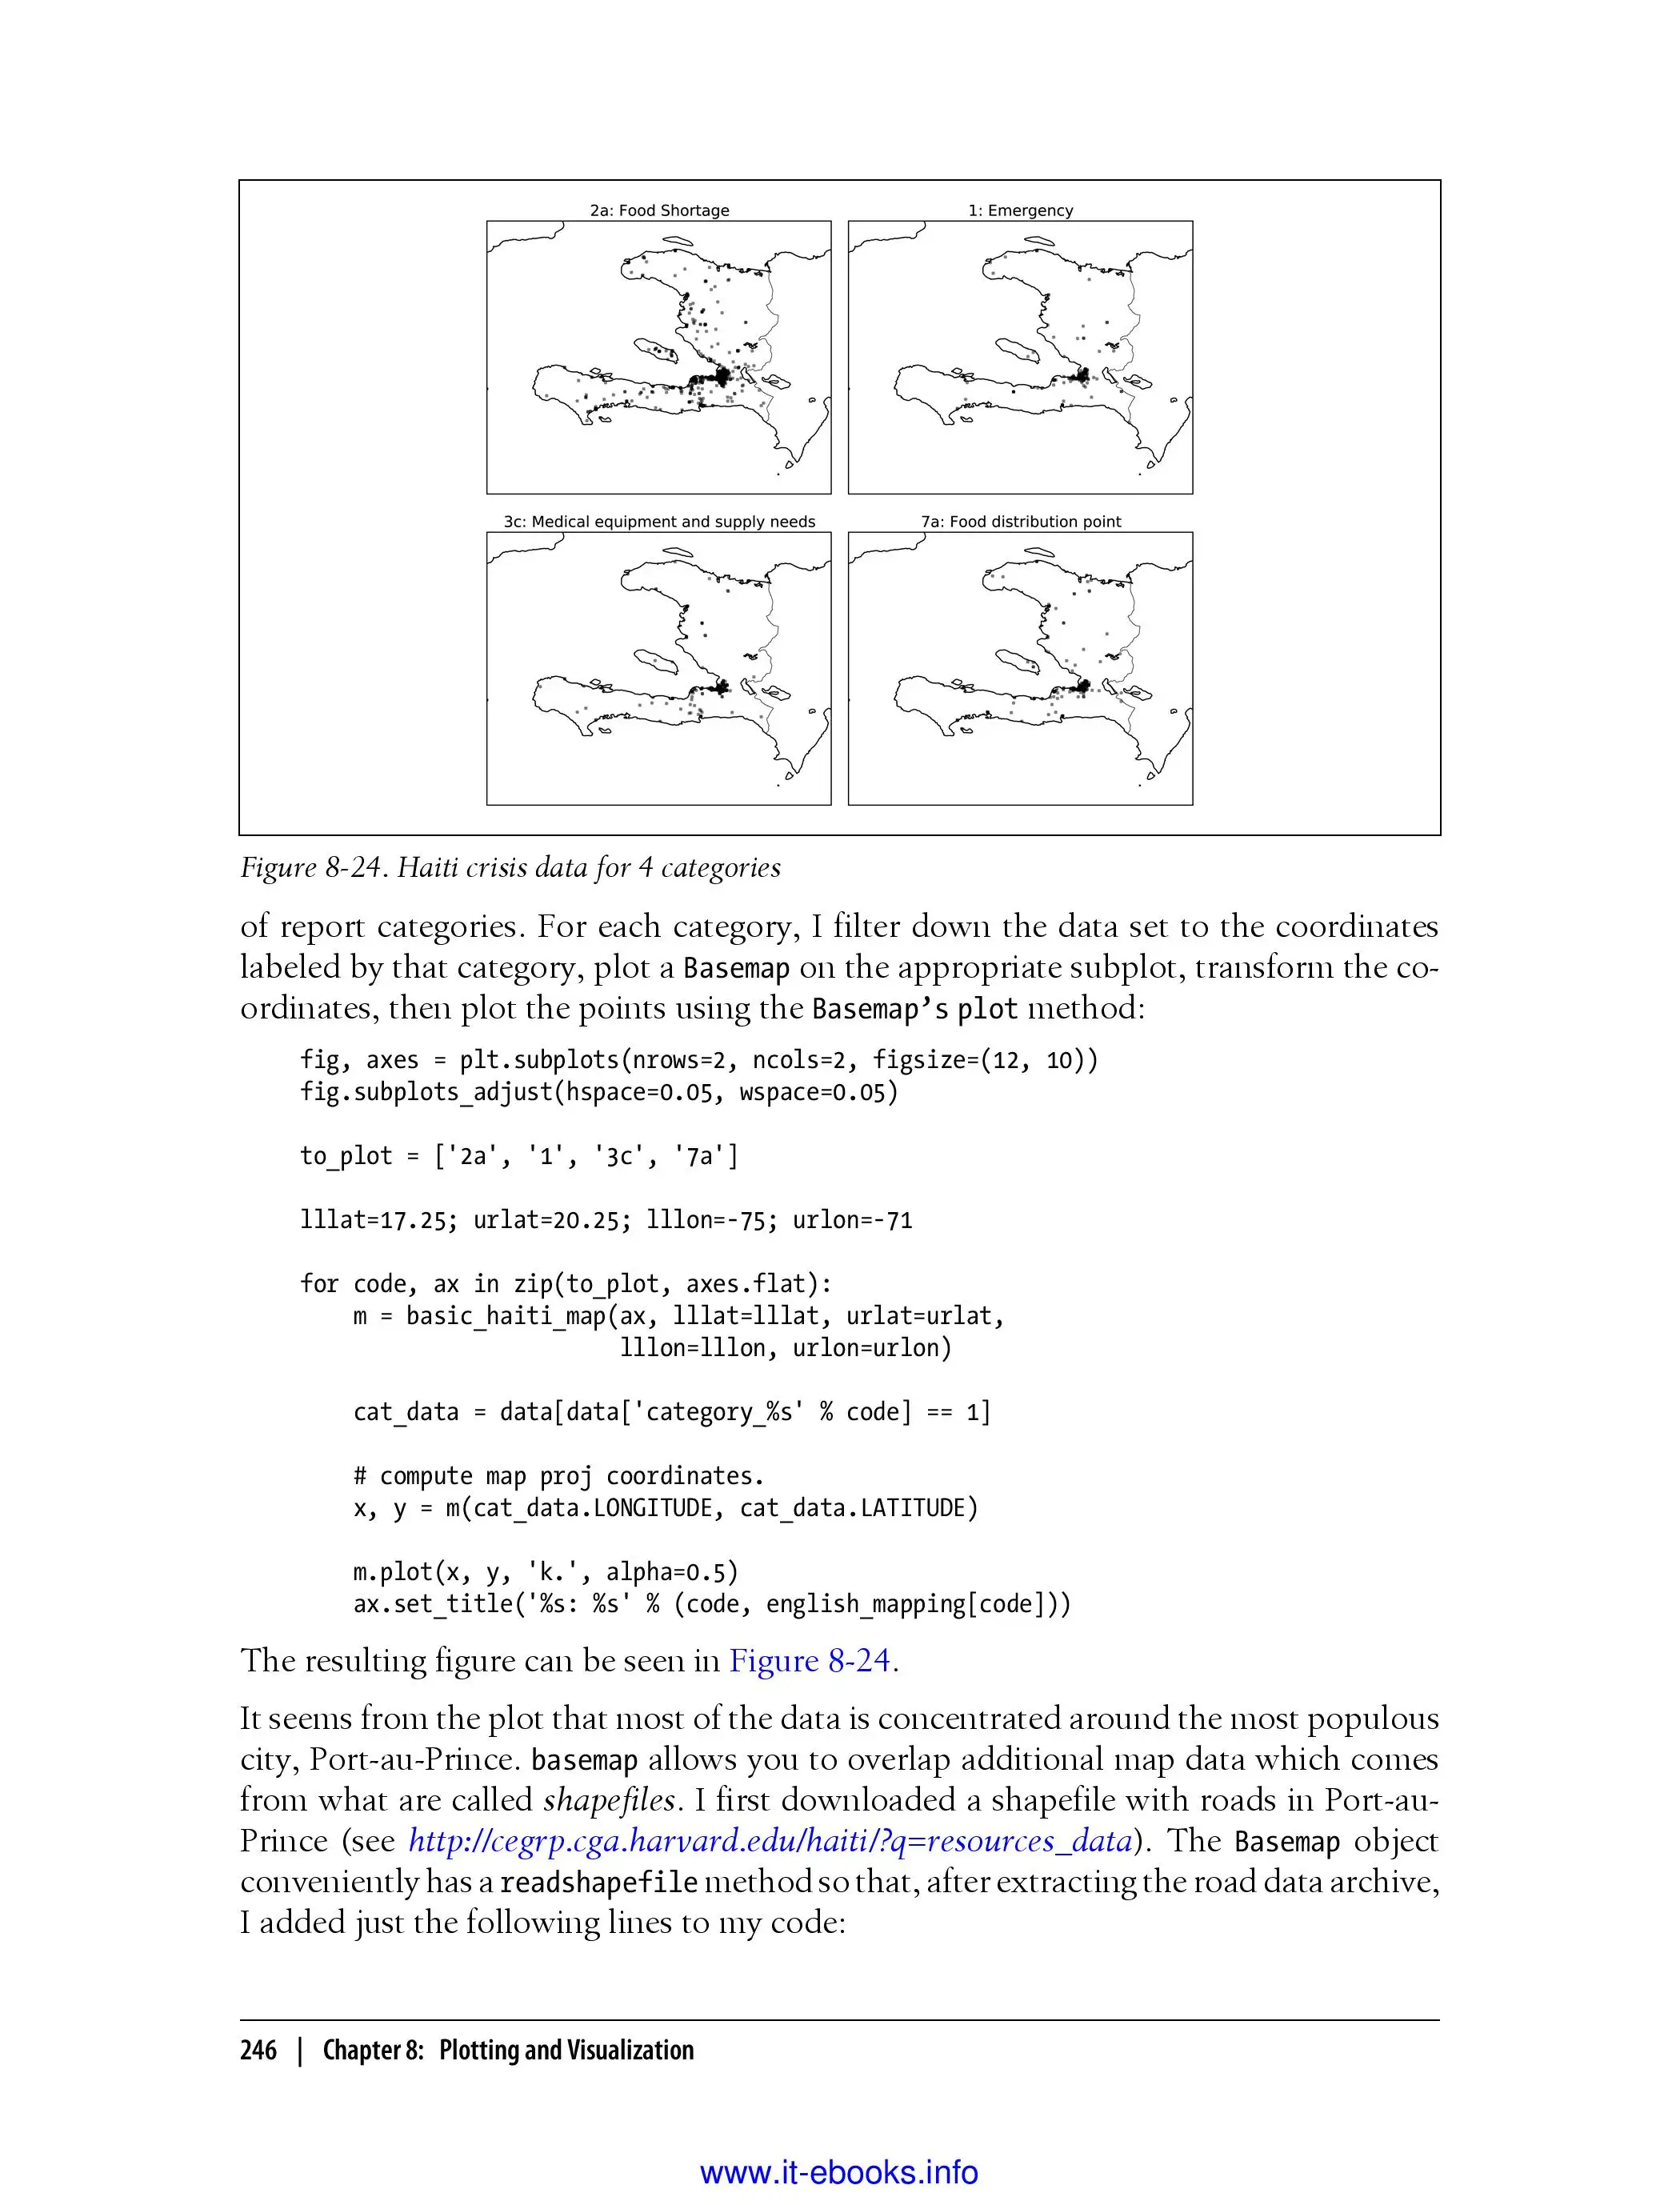 2a: Food Shortage
1: Emergency
3c: Medical equipment and supply needs
7a: Food distribution point
Figure 8-24. Haiti crisis data for 4 categories
of report categories. For each category, I filter down the data set to the coordinates
labeled by that category, plot a Basemap on the appropriate subplot, transform the co-
ordinates, then plot the points using the Basemap’s plot method:
fig, axes = plt.subplots(nrows=2, ncols=2, figsize=(12, 10))
fig.subplots_adjust(hspace=0.05, wspace=0.05)
to_plot = ['2a', '1', '3c', '7a']
lllat=17.25; urlat=20.25; lllon=-75; urlon=-71
for code, ax in zip(to_plot, axes.flat):
    m = basic_haiti_map(ax, lllat=lllat, urlat=urlat,
                        lllon=lllon, urlon=urlon)
    cat_data = data[data['category_%s' % code] == 1]
    # compute map proj coordinates.
    x, y = m(cat_data.LONGITUDE, cat_data.LATITUDE)
    m.plot(x, y, 'k.', alpha=0.5)
    ax.set_title('%s: %s' % (code, english_mapping[code]))
The resulting figure can be seen in Figure 8-24.
It seems from the plot that most of the data is concentrated around the most populous
city, Port-au-Prince. basemap allows you to overlap additional map data which comes
from what are called shapefiles. I first downloaded a shapefile with roads in Port-au-
Prince (see http://cegrp.cga.harvard.edu/haiti/?q=resources_data). The Basemap object
conveniently has a readshapefile method so that, after extracting the road data archive,
I added just the following lines to my code:
246 | Chapter 8: Plotting and Visualization
www.it-ebooks.info